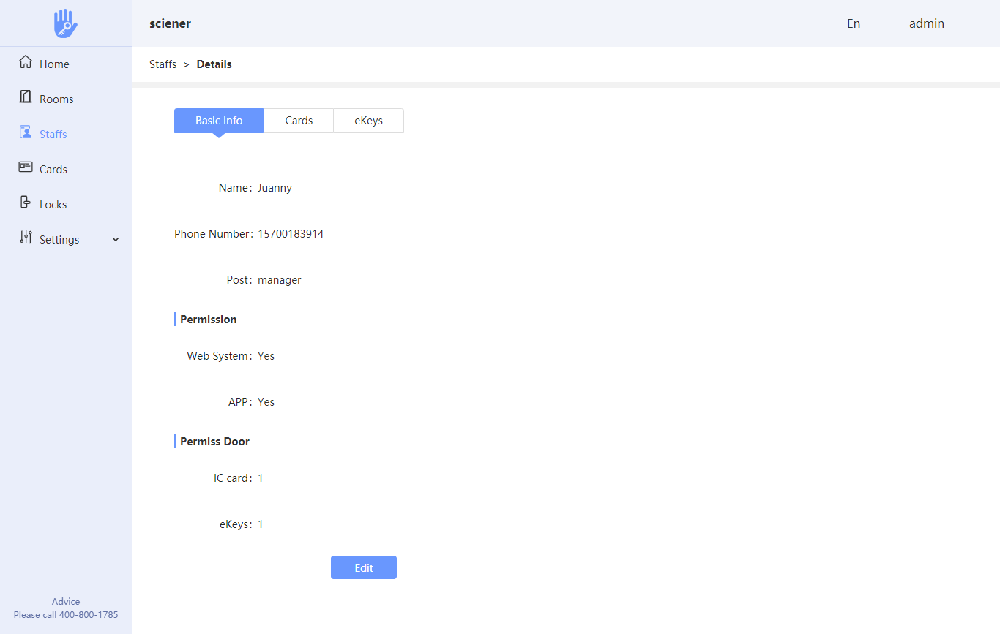 sciener
En
admin
Home
Rooms
Staffs
Cards
Locks
Settings
Advice
Please call 400-800-1785
Staffs > Details
Basic Info
Cards
eKeys
Name: Juanny
Phone Number: 15700183914
Post: manager
Permission
Web System: Yes
APP: Yes
Permiss Door
IC card: 1
eKeys: 1
Edit